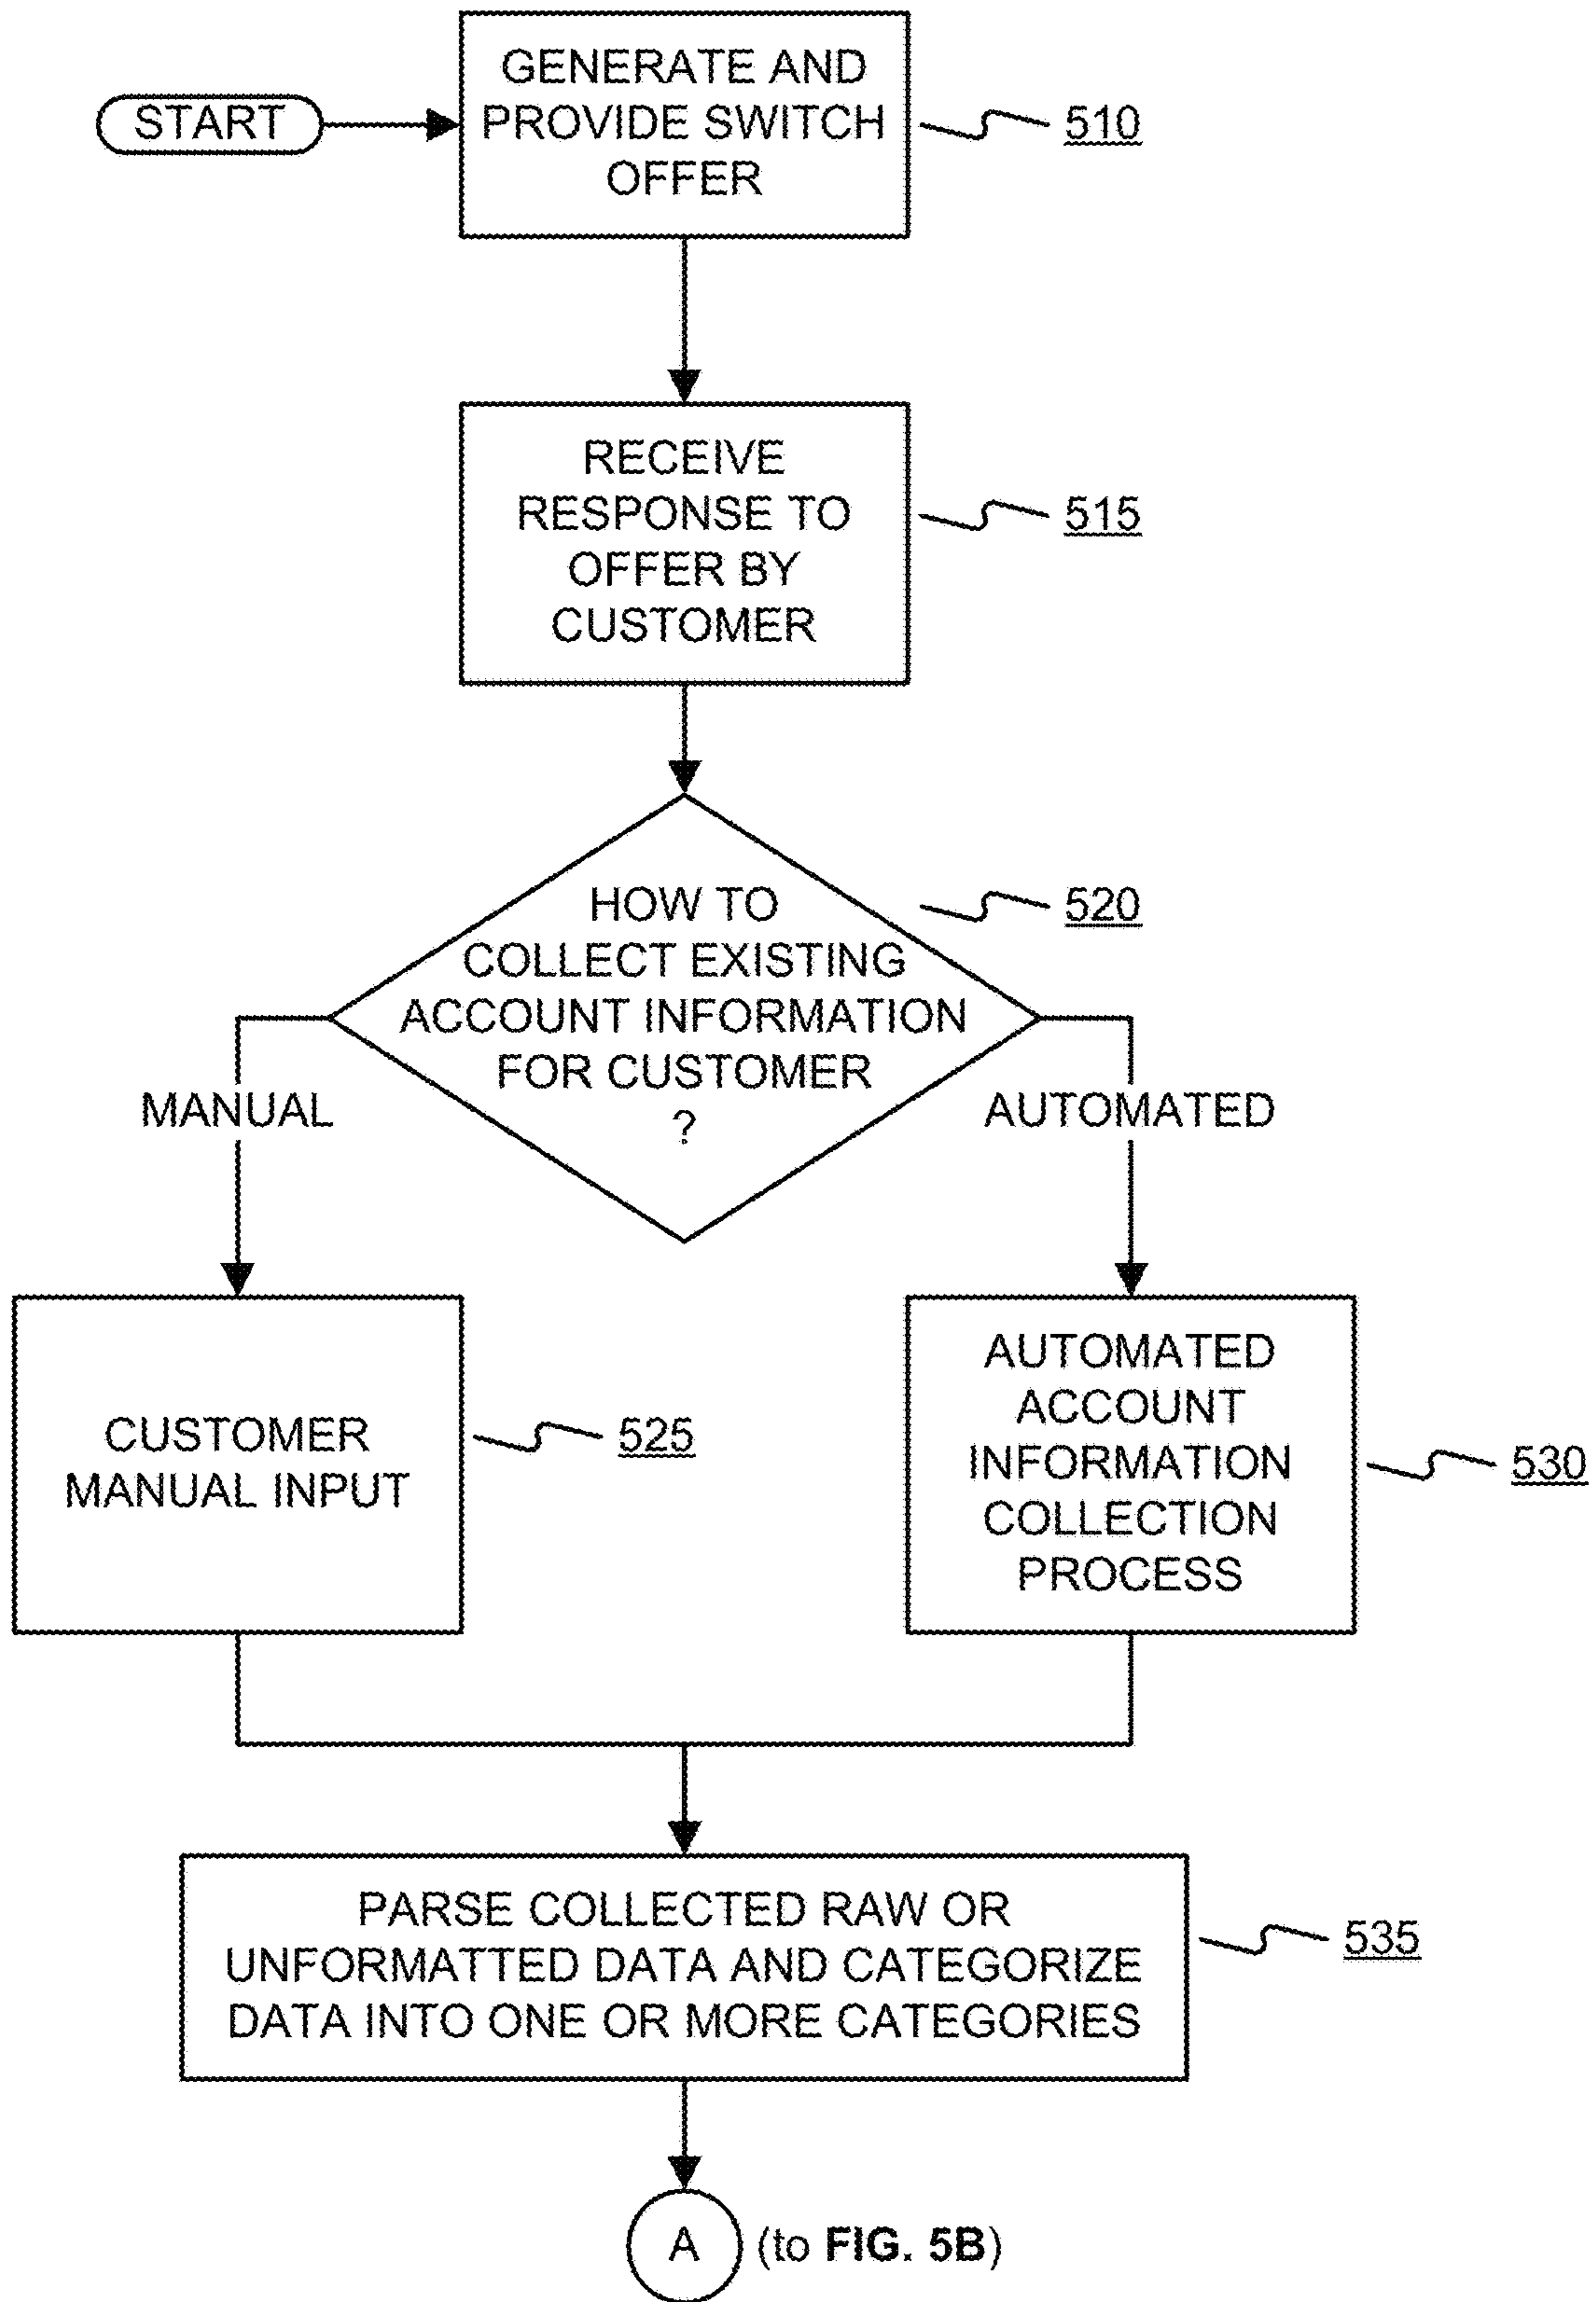 GENERATE AND
PROVIDE SWITCH
OFFER
START
510
RECEIVE
RESPONSE TO
OFFER BY
CUSTOMER
515
HOW TO
COLLECT EXISTING
ACCOUNT INFORMATION
FOR CUSTOMER
?
520
MANUAL
AUTOMATED
CUSTOMER
MANUAL INPUT
525
AUTOMATED
ACCOUNT
INFORMATION
COLLECTION
PROCESS
530
PARSE COLLECTED RAW OR
UNFORMATTED DATA AND CATEGORIZE
DATA INTO ONE OR MORE CATEGORIES
535
A (to FIG. 5B)